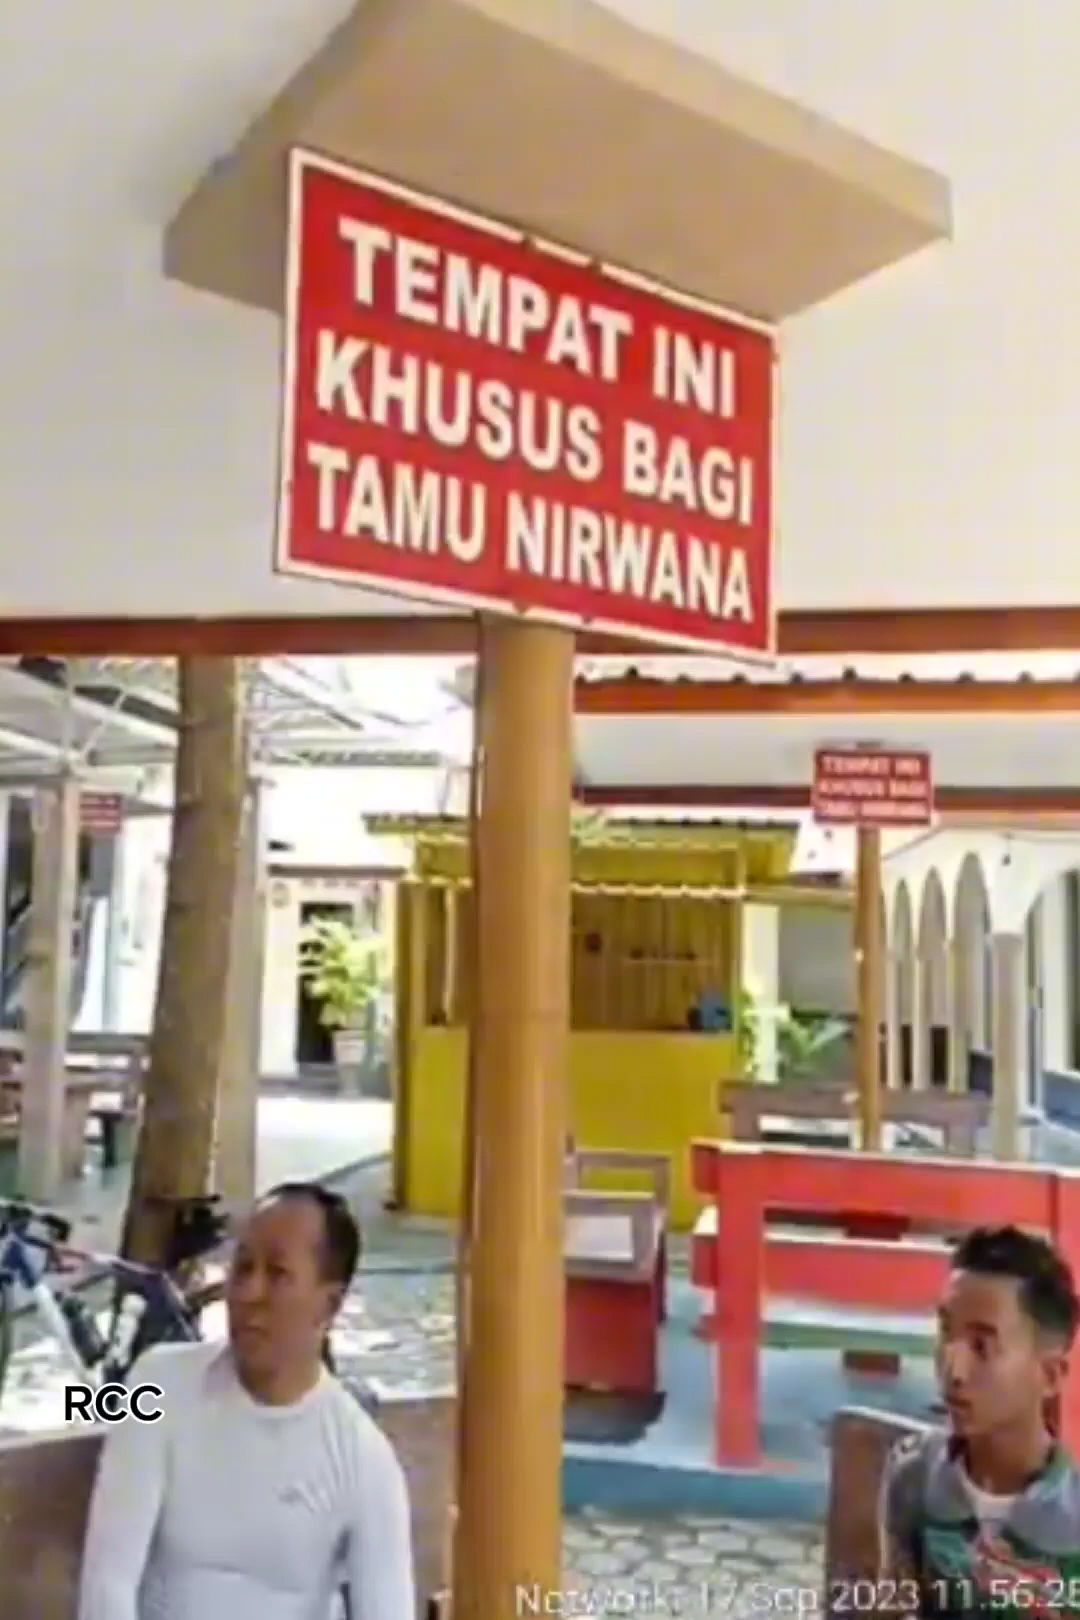 TEMPAT INI
KHUSUS BAGI
TAMU NIRWANA
TEMPAT INI
KHUSUS BAGI
TAMU NIRWANA
RCC
Network: 17 Sep 2023 11.56.25